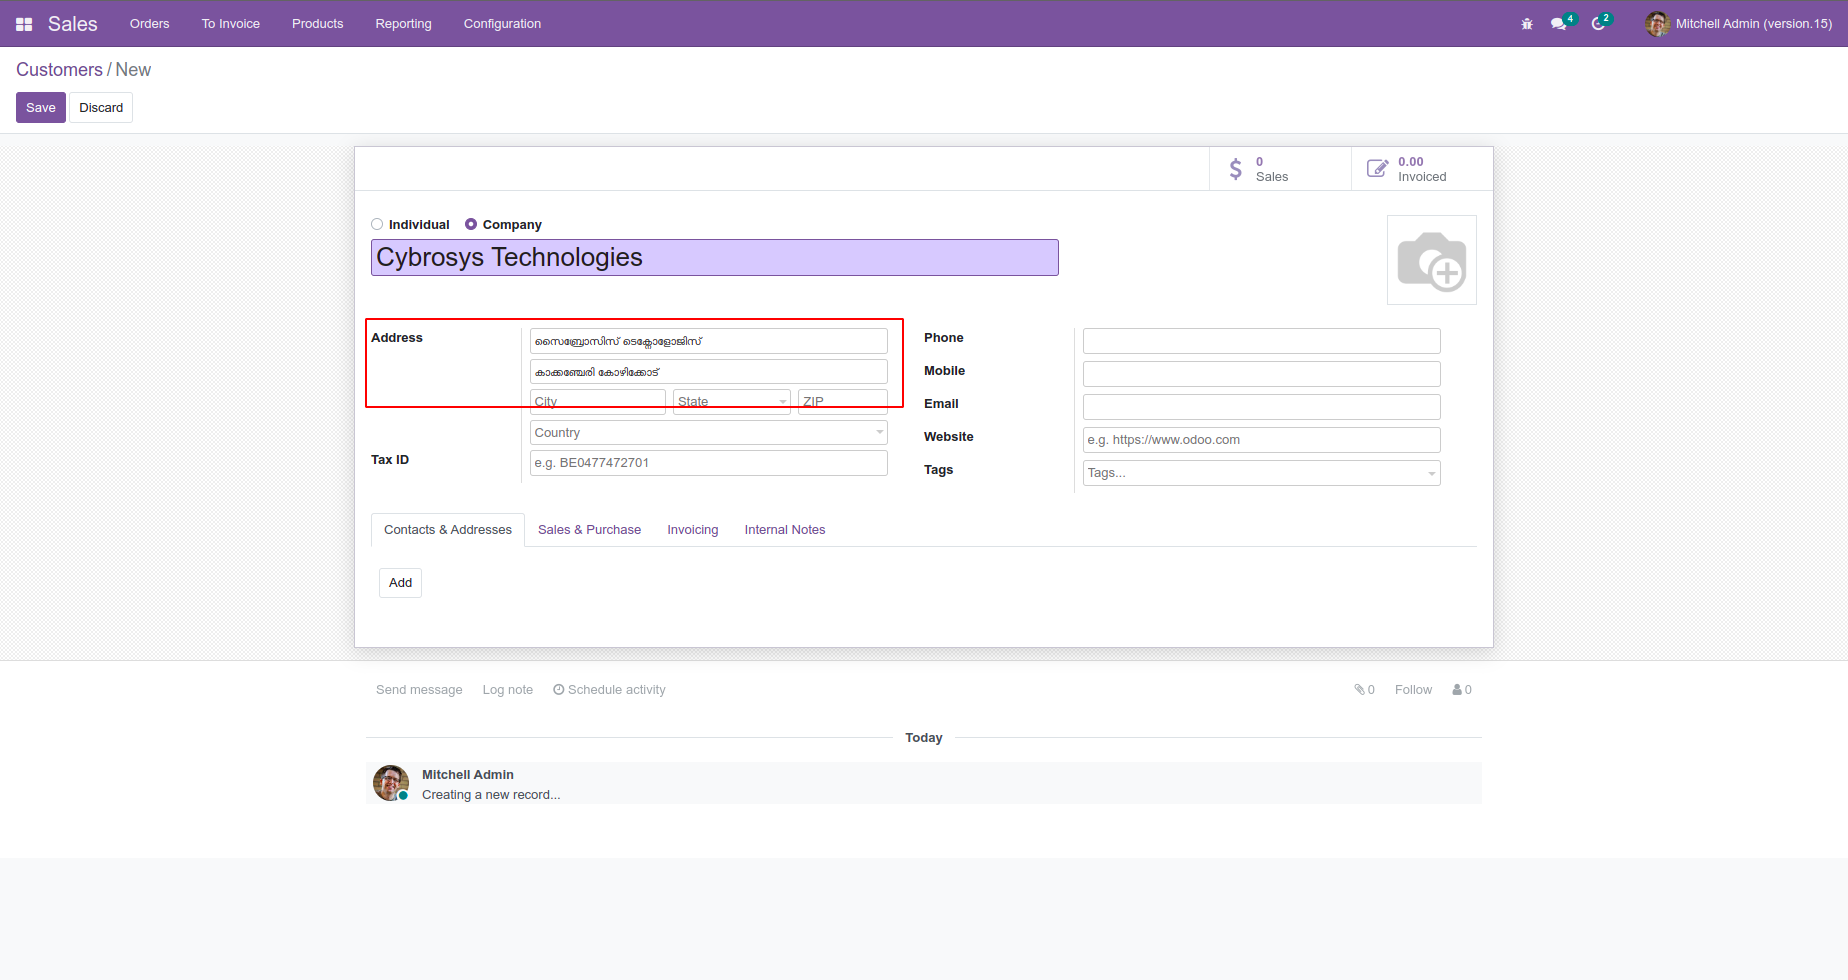 Sales Orders To Invoice Products Reporting Configuration 4 2 Mitchell Admin (version.15)
Customers / New
Save Discard
0
Sales
0.00
Invoiced
Individual Company
Cybrosys Technologies
Address
സൈബ്രോസിസ് ടെക്നോളോജിസ്
കാക്കഞ്ചേരി കോഴിക്കോട്
City State ZIP
Country
Tax ID e.g. BE0477472701
Phone
Mobile
Email
Website e.g. https://www.odoo.com
Tags Tags...
Contacts & Addresses Sales & Purchase Invoicing Internal Notes
Add
Send message Log note Schedule activity 0 Follow 0
Today
Mitchell Admin
Creating a new record...